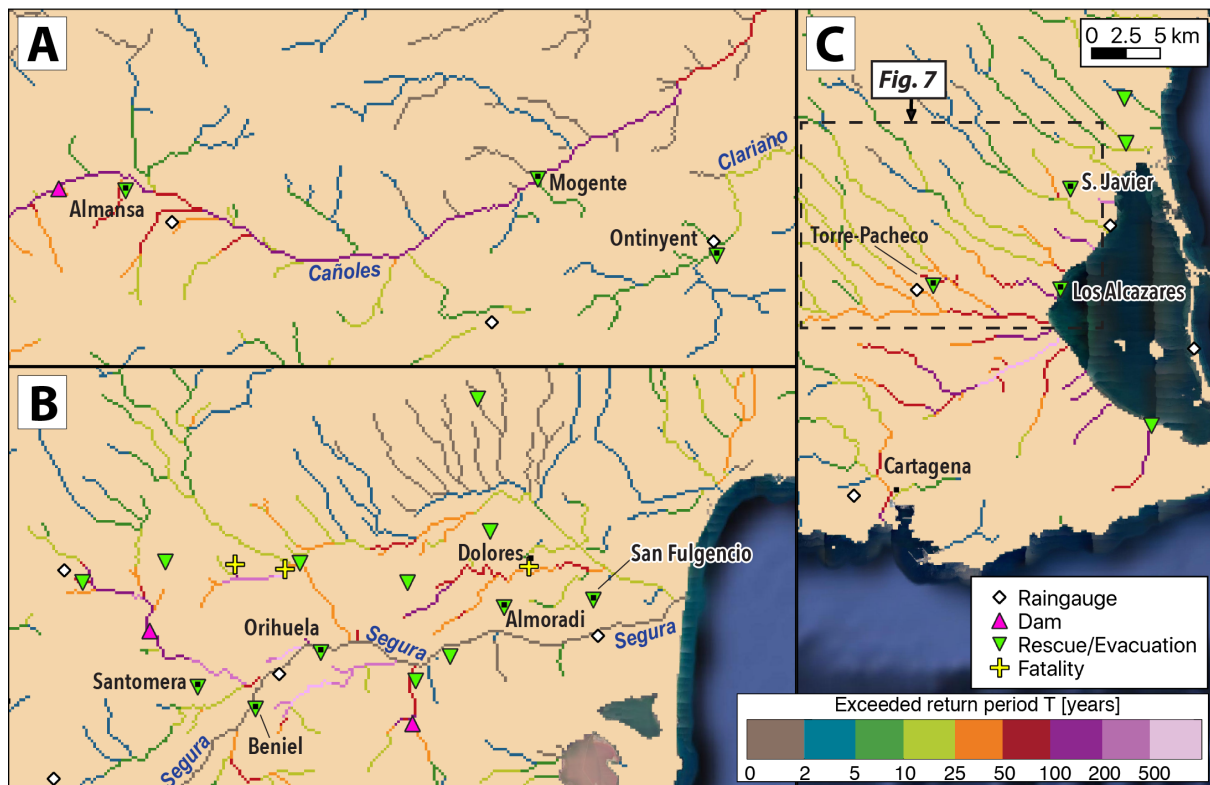 A
Almansa
Cañoles
Mogente
Clariano
Ontinyent
B
Dolores
San Fulgencio
Almoradi
Orihuela
Segura
Segura
Santomera
Beniel
Segura
C
0 2.5 5 km
Fig. 7
S. Javier
Torre-Pacheco
Los Alcazares
Cartagena
Raingauge
Dam
Rescue/Evacuation
Fatality
Exceeded return period T [years]
0 2 5 10 25 50 100 200 500